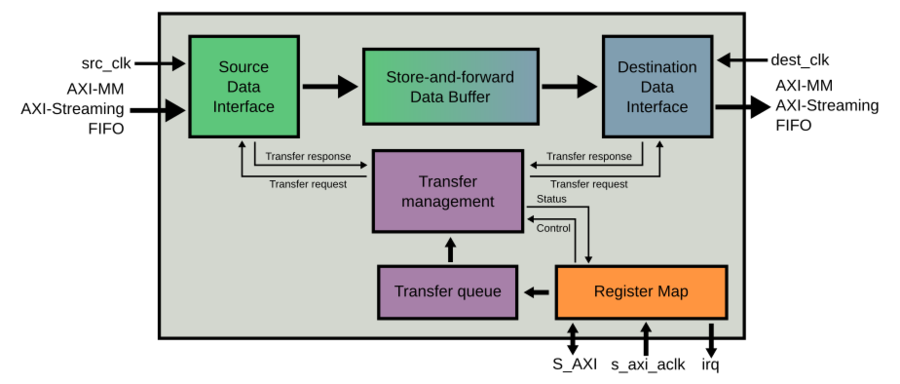 src_clk
AXI-MM
AXI-Streaming
FIFO
Source
Data
Interface
Store-and-forward
Data Buffer
Destination
Data
Interface
dest_clk
AXI-MM
AXI-Streaming
FIFO
Transfer response
Transfer request
Transfer
management
Transfer response
Transfer request
Status
Control
Transfer queue
Register Map
S_AXI
s_axi_aclk
irq